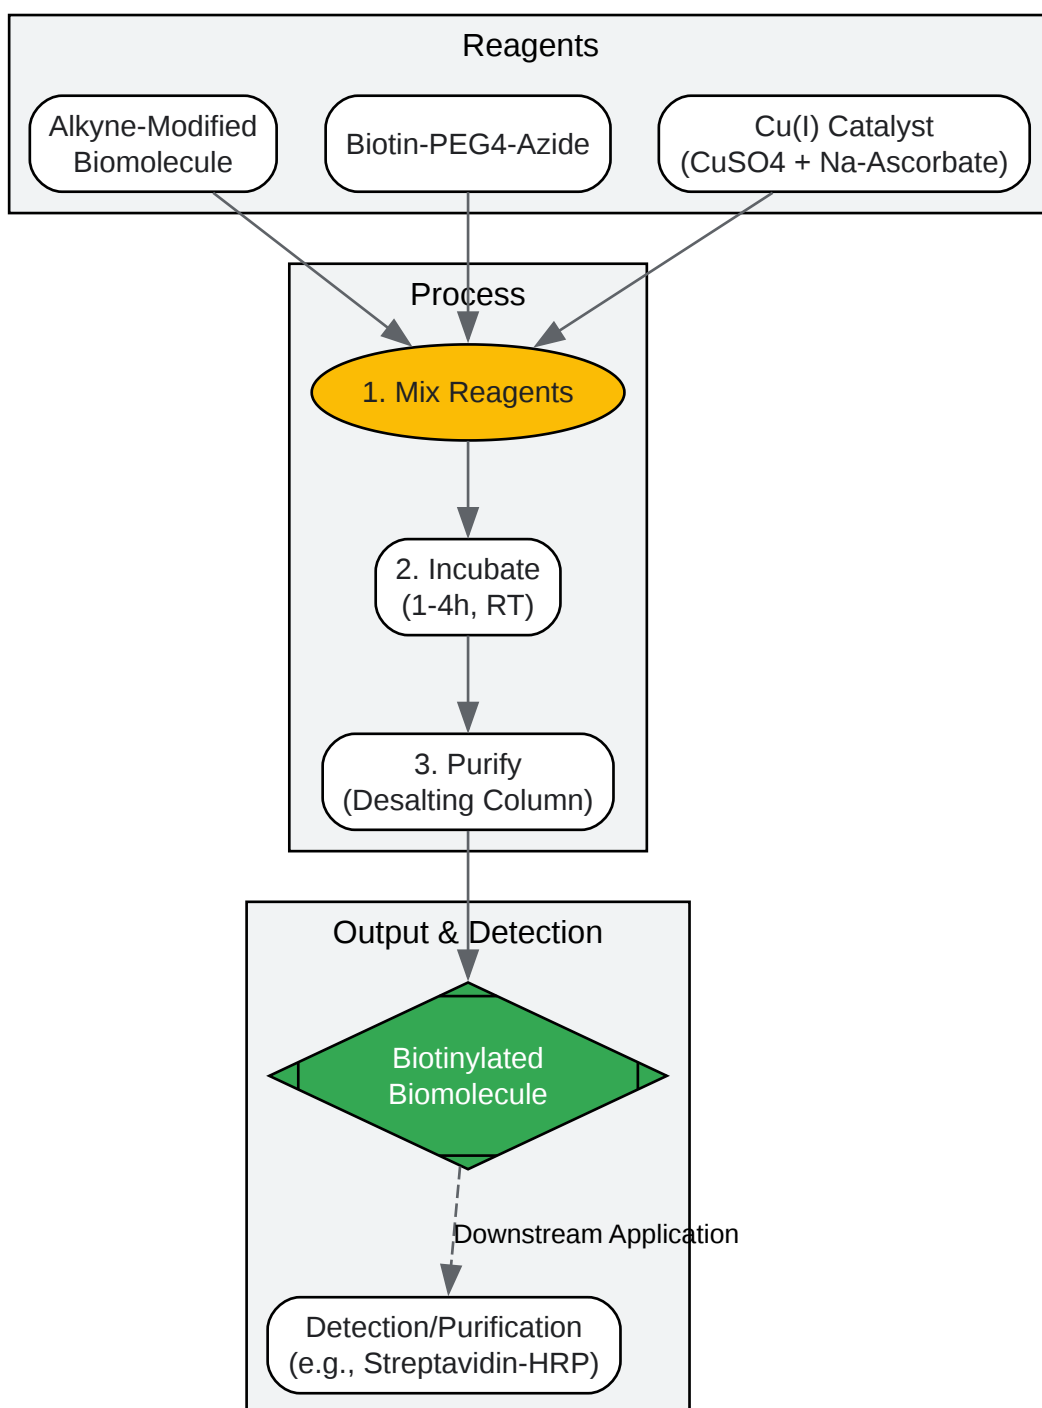 Reagents
Alkyne-Modified
Biomolecule
Biotin-PEG4-Azide
Cu(I) Catalyst
(CuSO4 + Na-Ascorbate)
Process
1. Mix Reagents
2. Incubate
(1-4h, RT)
3. Purify
(Desalting Column)
Output & Detection
Biotinylated
Biomolecule
Downstream Application
Detection/Purification
(e.g., Streptavidin-HRP)